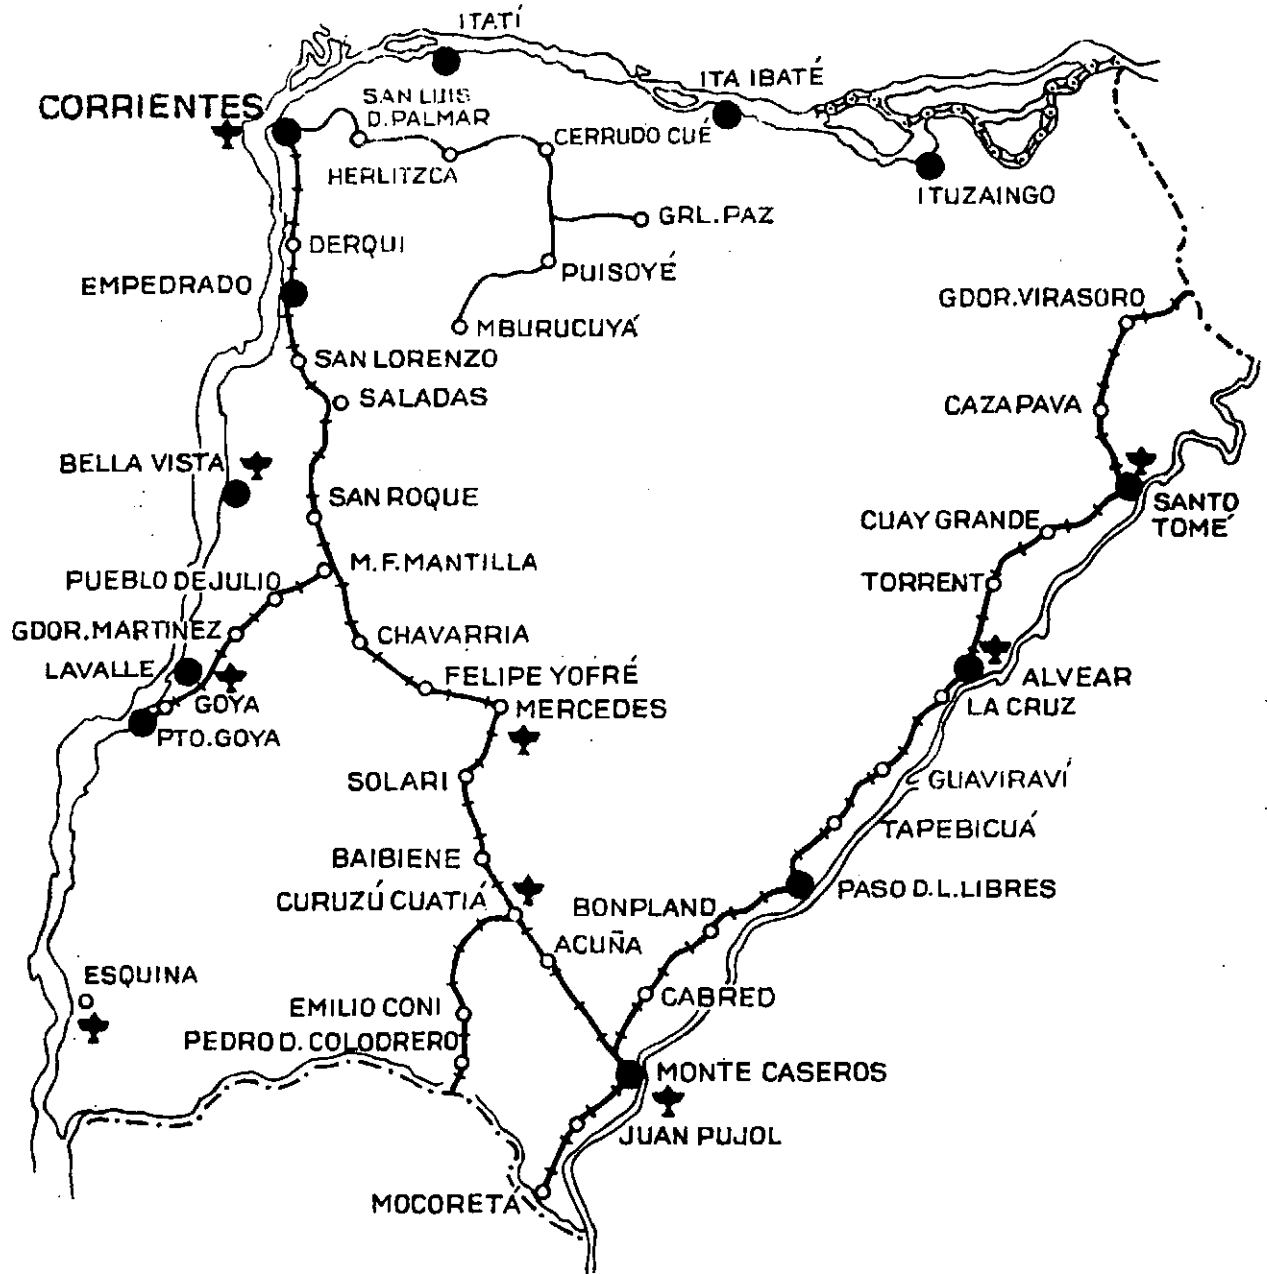 ITATÍ
ITA IBATÉ
CORRIENTES
SAN LUIS
D. PALMAR
CERRUDO CUÉ
HERLITZCA
ITUZAINGO
GRL. PAZ
DERQUI
PUISOYÉ
EMPEDRADO
GDOR. VIRASORO
MBURUCUYÁ
SAN LORENZO
SALADAS
CAZAPAVA
BELLA VISTA
SAN ROQUE
SANTO
TOMÉ
CUAY GRANDE
M. F. MANTILLA
PUEBLO DE JULIO
TORRENT
GDOR. MARTINEZ
CHAVARRIA
LAVALLE
FELIPE YOFRÉ
ALVEAR
GOYA
MERCEDES
LA CRUZ
PTO. GOYA
SOLARI
GUAVIRAVÍ
TAPEBICUÁ
BAIBIENE
CURUZÚ CUATIÁ
PASO D. L. LIBRES
BONPLAND
ACUÑA
ESQUINA
CABRED
EMILIO CONI
PEDRO D. COLODRERO
MONTE CASEROS
JUAN PUJOL
MOCORETÁ